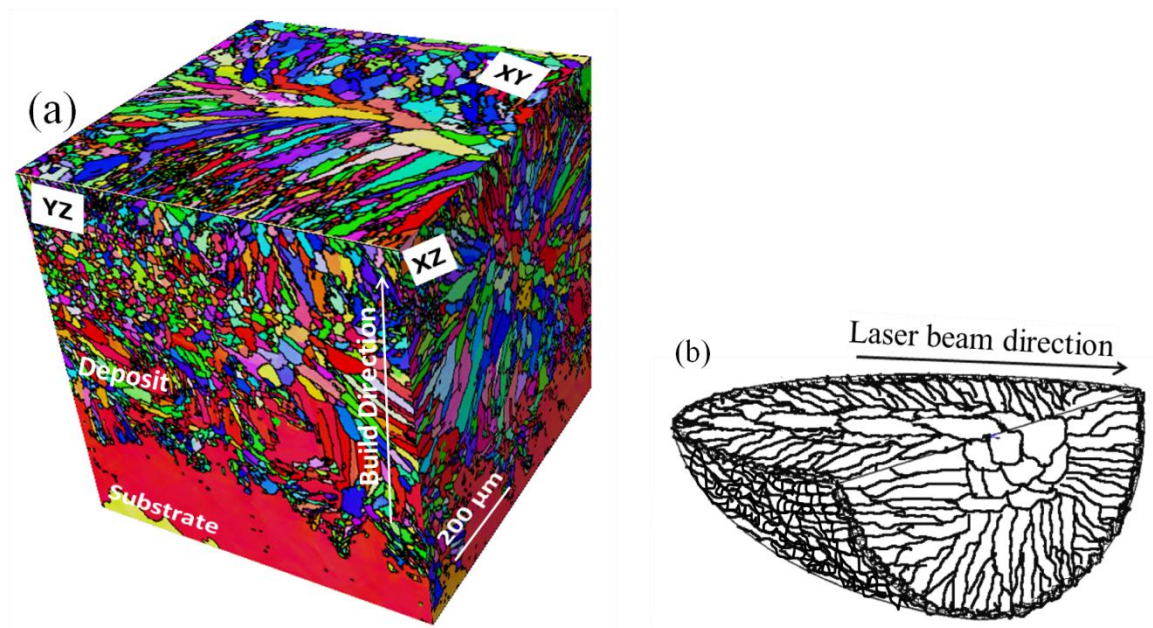 (a)
XY
YZ
XZ
Build Direction
Deposit
Substrate
200 µm
(b)
Laser beam direction